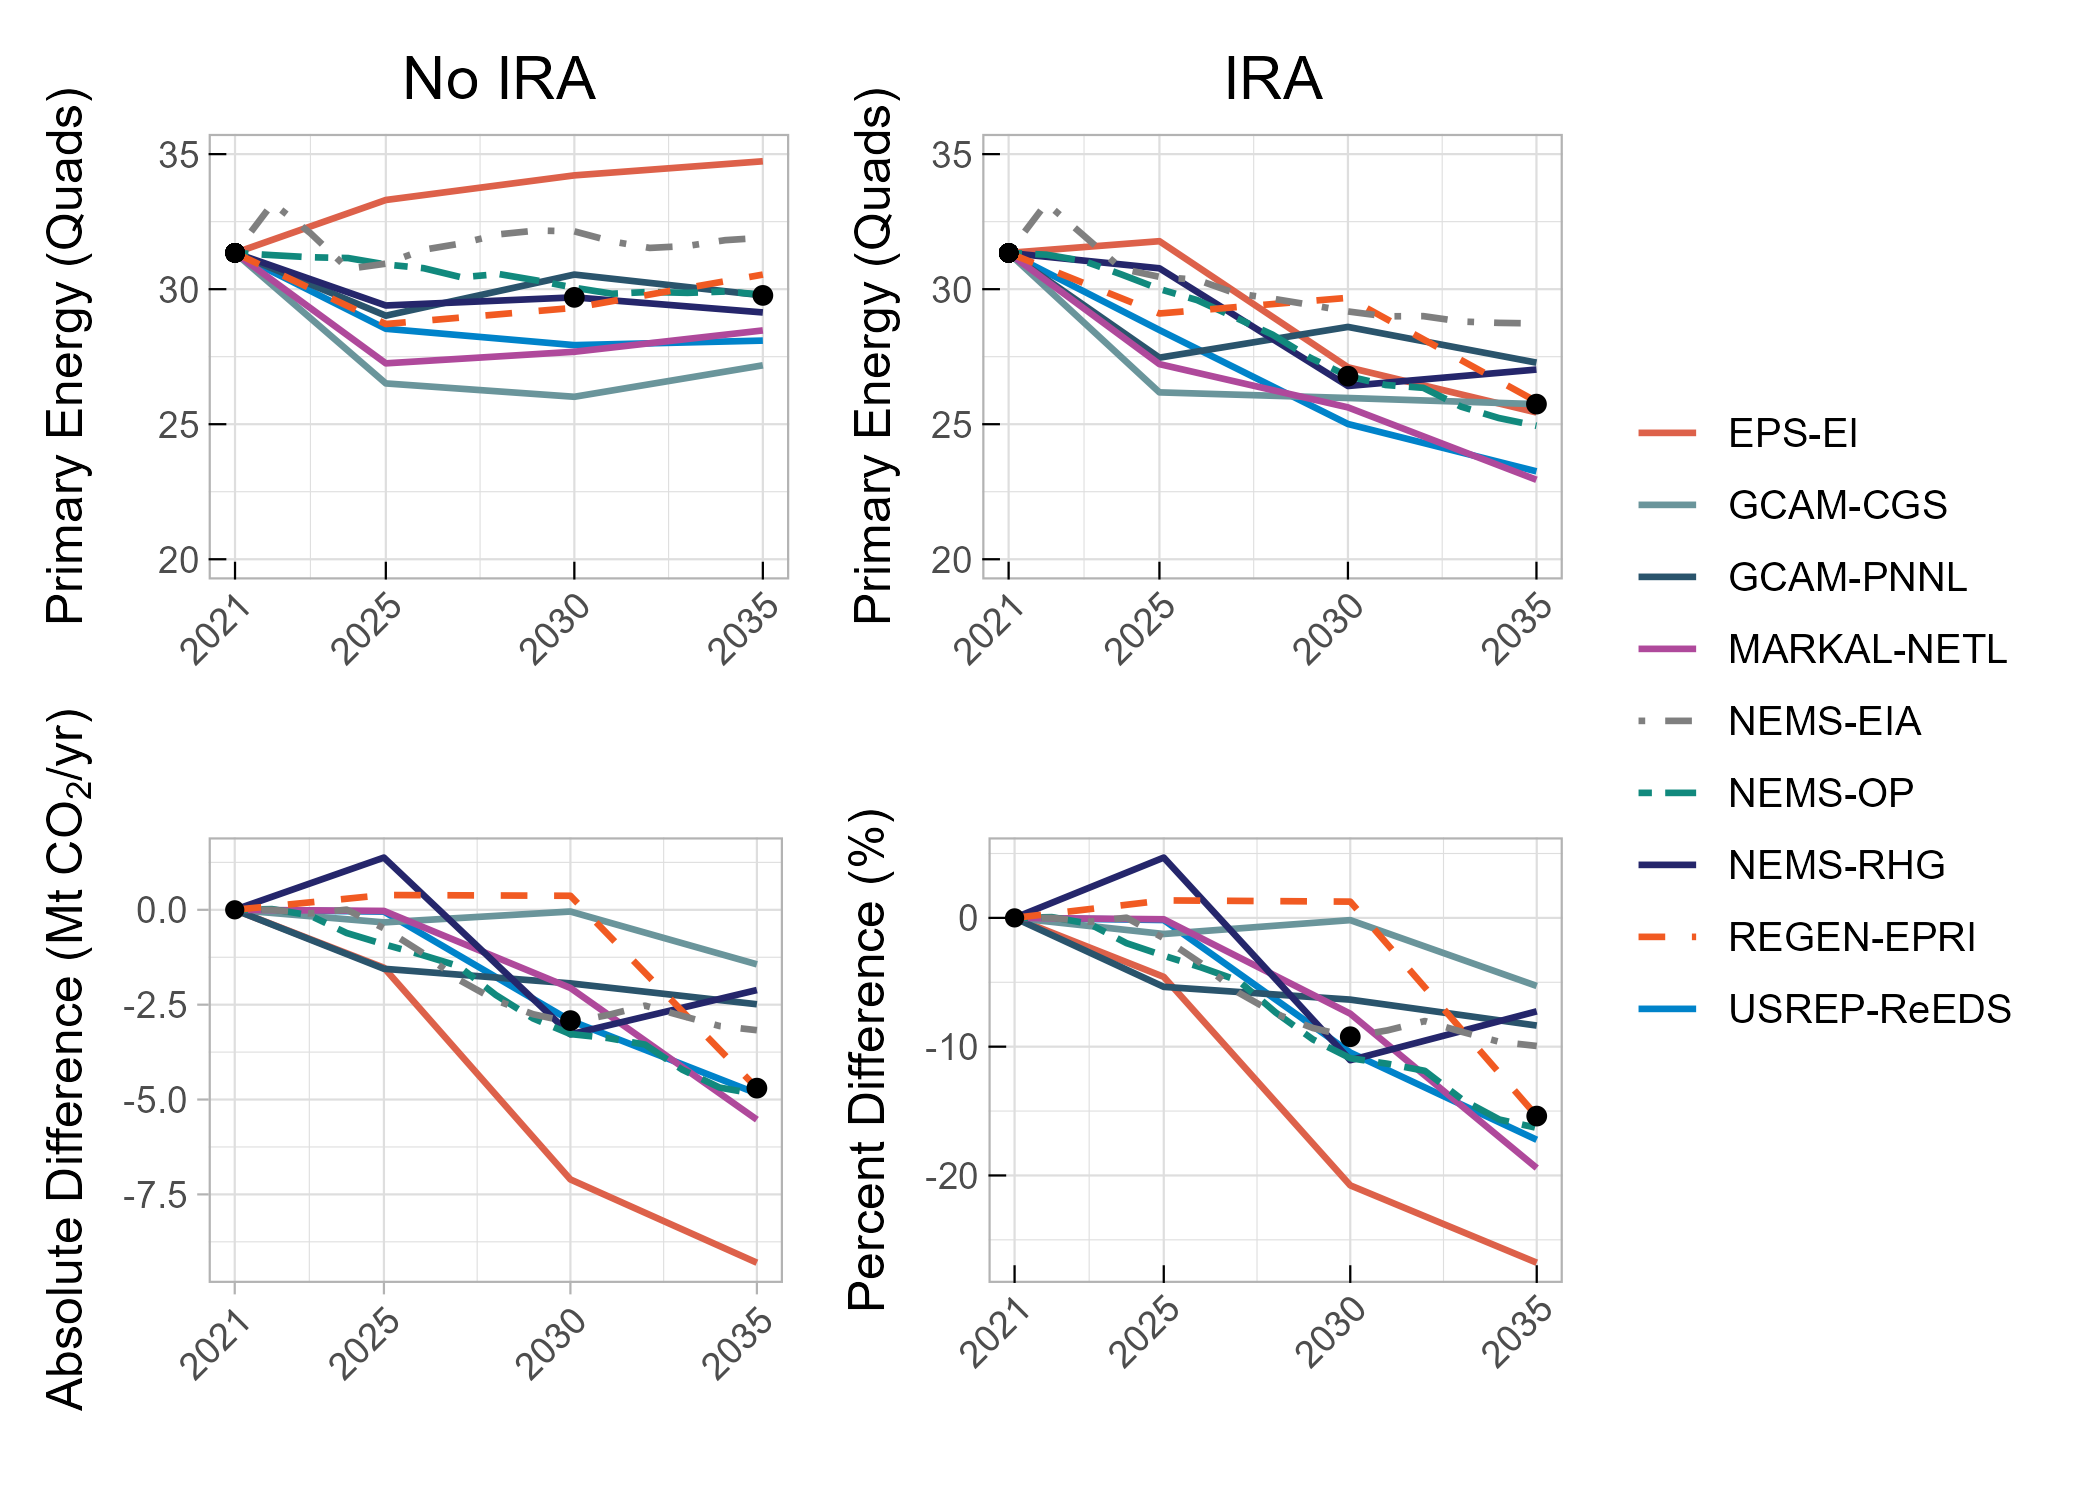 No IRA
IRA
Primary Energy (Quads)
35
30
25
20
2021
2025
2030
2035
Primary Energy (Quads)
35
30
25
20
2021
2025
2030
2035
Absolute Difference (Mt CO₂/yr)
0.0
-2.5
-5.0
-7.5
2021
2025
2030
2035
Percent Difference (%)
0
-10
-20
2021
2025
2030
2035
EPS-EI
GCAM-CGS
GCAM-PNNL
MARKAL-NETL
NEMS-EIA
NEMS-OP
NEMS-RHG
REGEN-EPRI
USREP-ReEDS